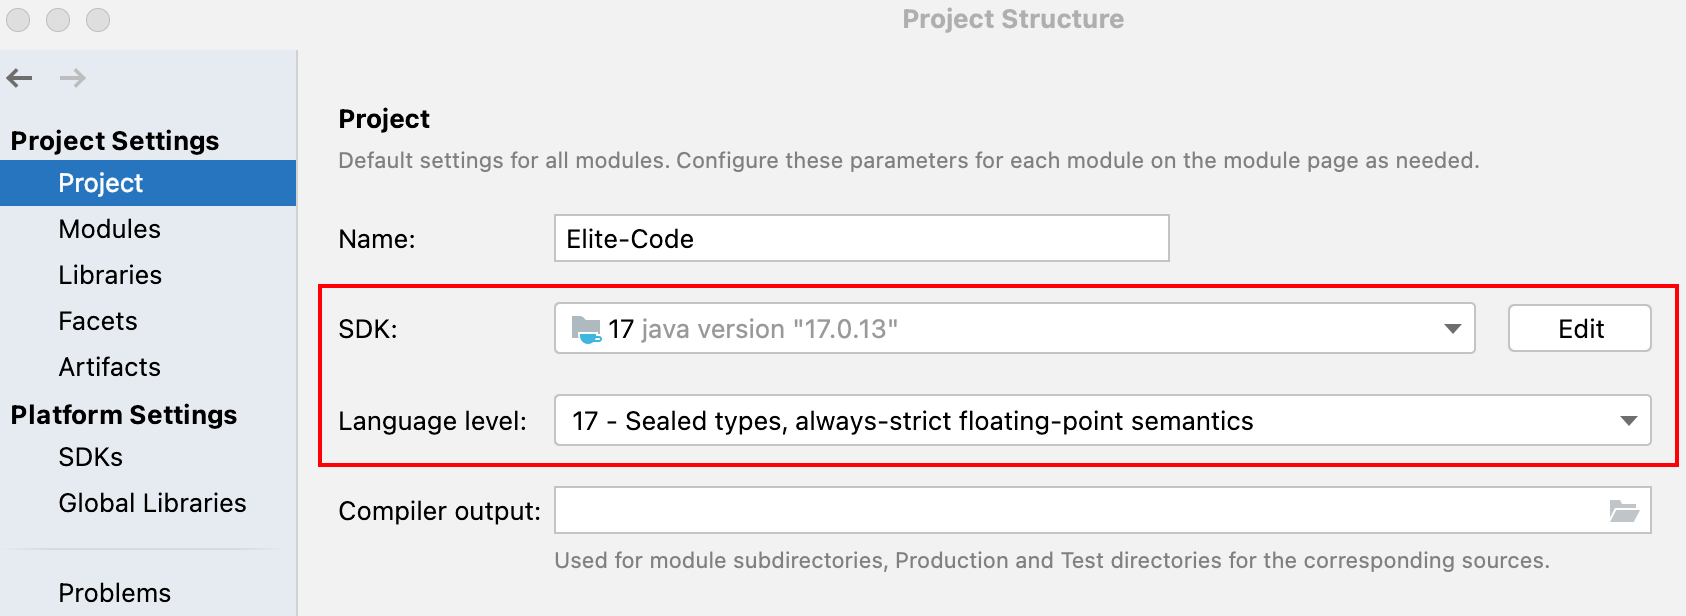 Project Structure
Project Settings
Project
Modules
Libraries
Facets
Artifacts
Platform Settings
SDKs
Global Libraries
Problems
Project
Default settings for all modules. Configure these parameters for each module on the module page as needed.
Name: Elite-Code
SDK: 17 java version "17.0.13" Edit
Language level: 17 - Sealed types, always-strict floating-point semantics
Compiler output:
Used for module subdirectories, Production and Test directories for the corresponding sources.